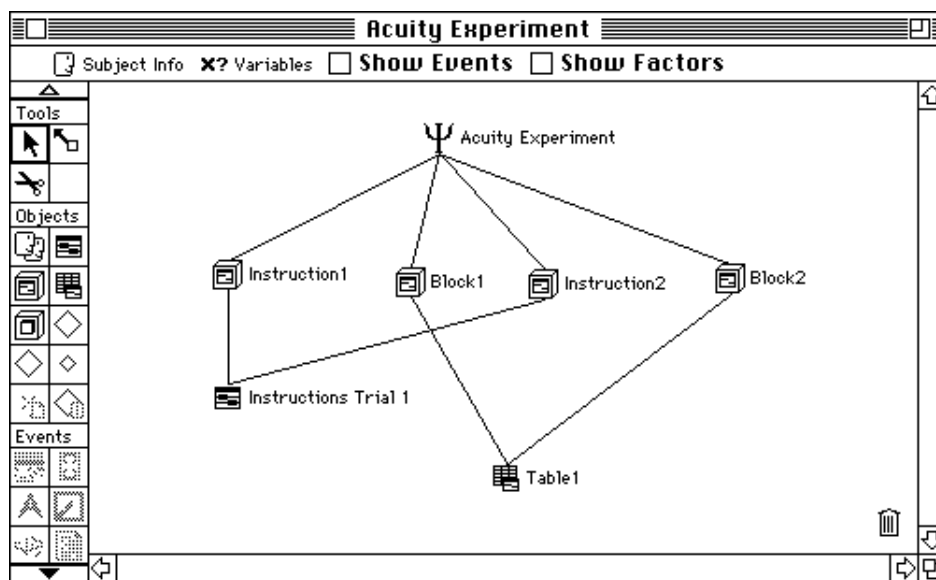 Acuity Experiment
Subject Info X? Variables Show Events Show Factors
Tools
Ψ Acuity Experiment
Objects
Instruction1 Block1 Instruction2 Block2
Instructions Trial 1
Events
Table1